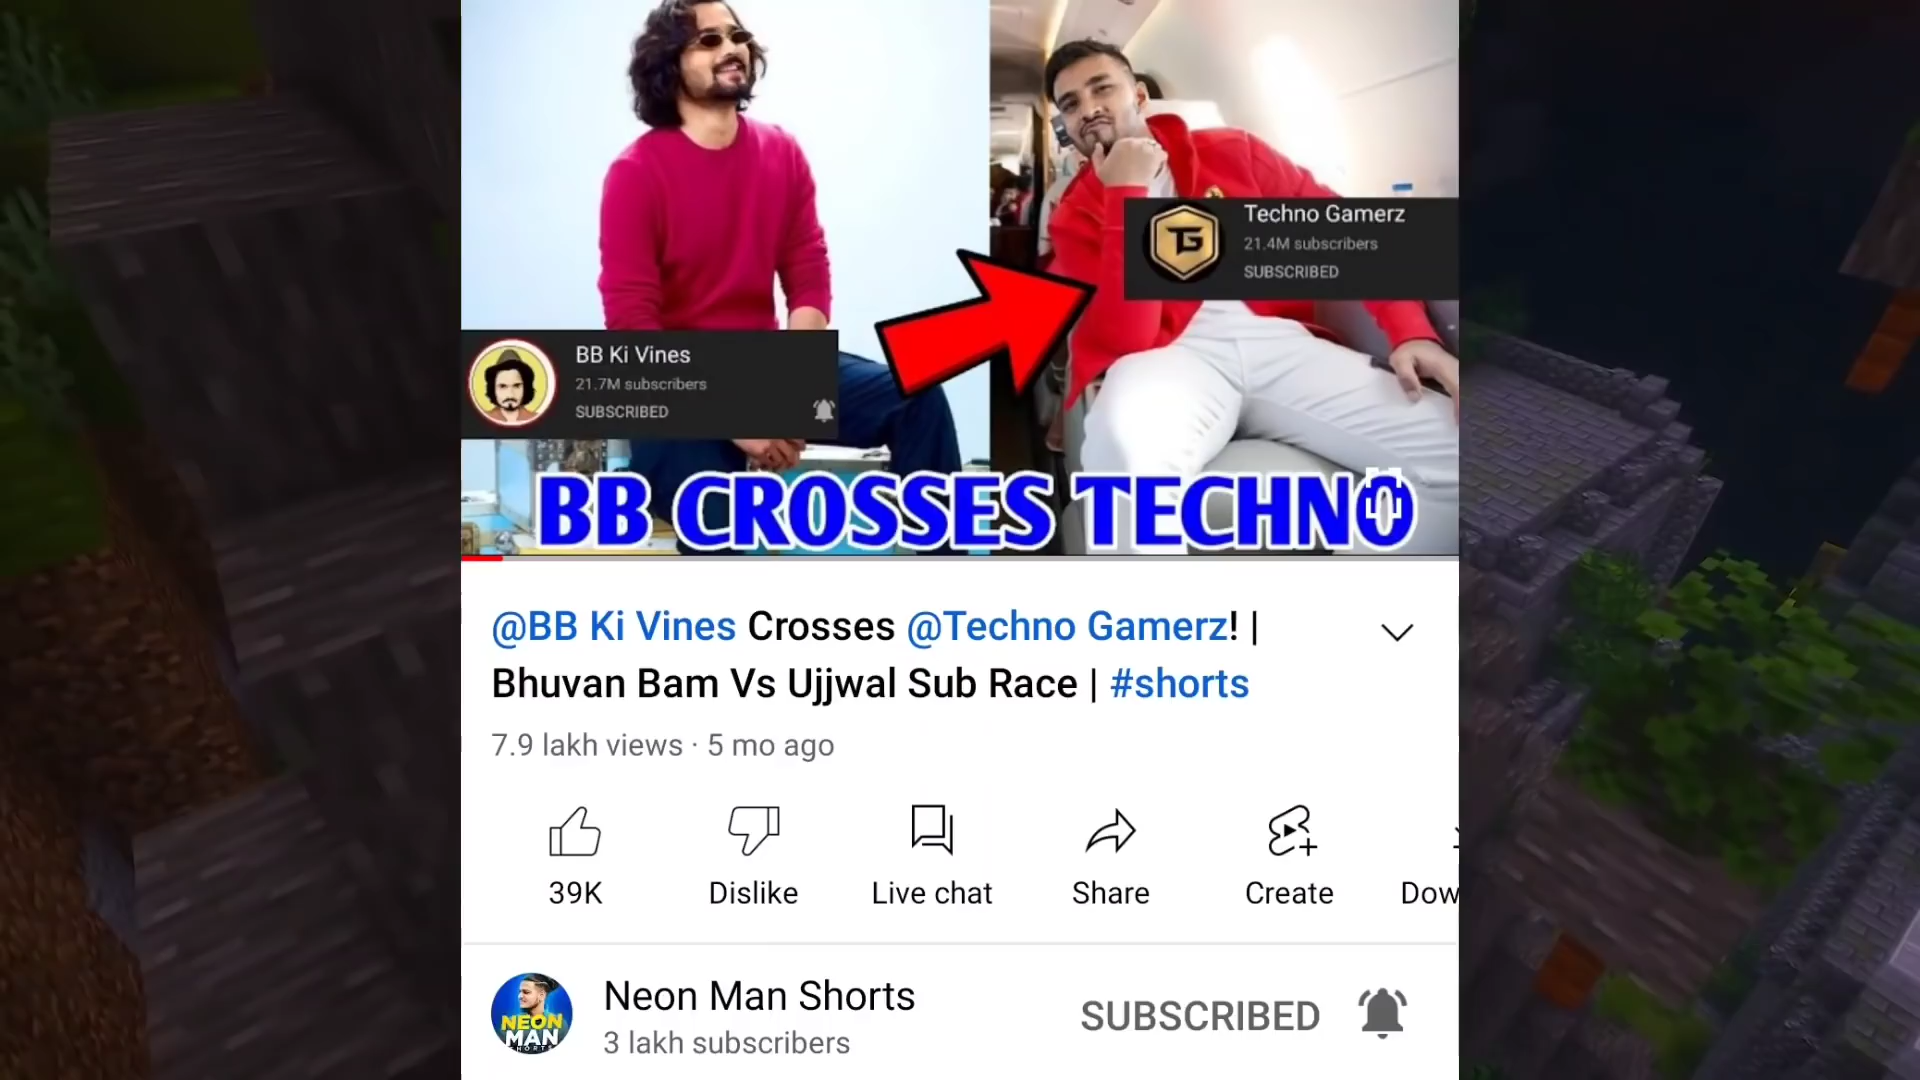 Techno Gamerz
21.4M subscribers
SUBSCRIBED
TG
BB Ki Vines
21.7M subscribers
SUBSCRIBED
BB CROSSES TECHNO
@BB Ki Vines Crosses @Techno Gamerz! |
Bhuvan Bam Vs Ujjwal Sub Race | #shorts
7.9 lakh views · 5 mo ago
39K
Dislike
Live chat
Share
Create
Dow
Neon Man Shorts
3 lakh subscribers
SUBSCRIBED
NEON
MAN
SHORTS